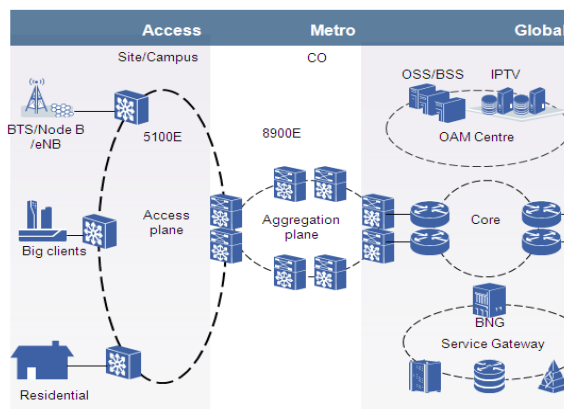 Access
Metro
Global
Site/Campus
CO
OSS/BSS
IPTV
BTS/Node B
/eNB
5100E
8900E
OAM Centre
Access
plane
Aggregation
plane
Core
Big clients
BNG
Service Gateway
Residential